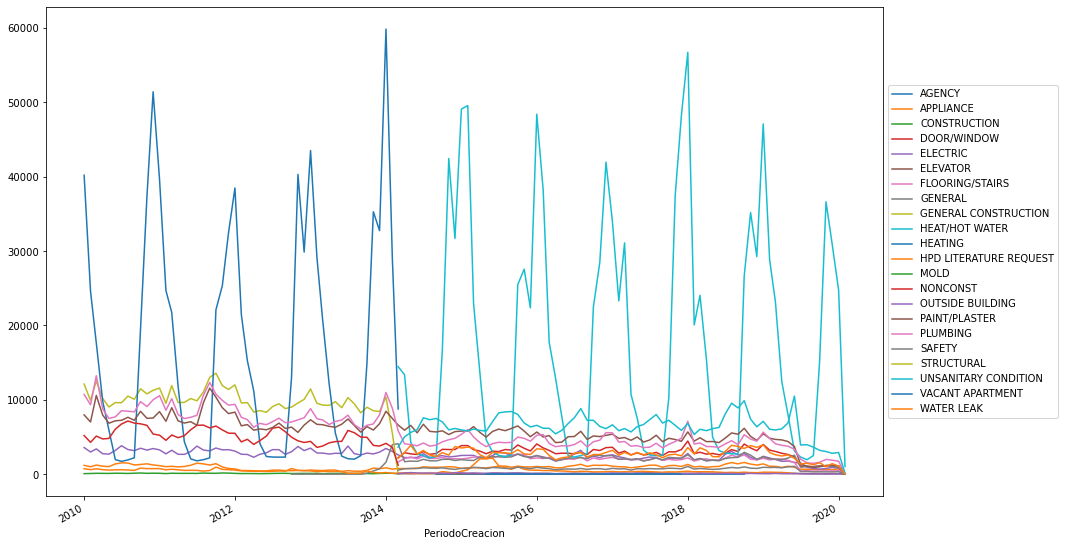 60000
50000
40000
30000
20000
10000
0
2010
2012
2014
2016
2018
2020
PeriodoCreacion
AGENCY
APPLIANCE
CONSTRUCTION
DOOR/WINDOW
ELECTRIC
ELEVATOR
FLOORING/STAIRS
GENERAL
GENERAL CONSTRUCTION
HEAT/HOT WATER
HEATING
HPD LITERATURE REQUEST
MOLD
NONCONST
OUTSIDE BUILDING
PAINT/PLASTER
PLUMBING
SAFETY
STRUCTURAL
UNSANITARY CONDITION
VACANT APARTMENT
WATER LEAK